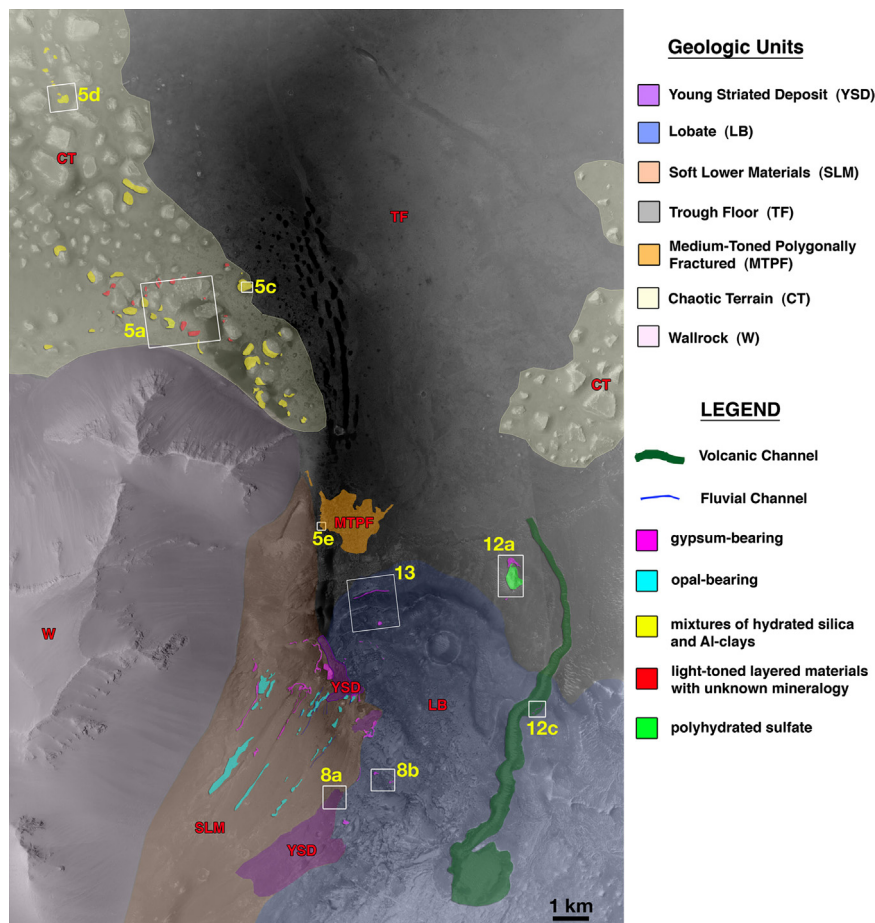 5d
CT
TF
5c
5a
CT
MTPF
5e
12a
13
W
YSD
LB
12c
8b
8a
SLM
YSD
1 km
Geologic Units
Young Striated Deposit (YSD)
Lobate (LB)
Soft Lower Materials (SLM)
Trough Floor (TF)
Medium-Toned Polygonally
Fractured (MTPF)
Chaotic Terrain (CT)
Wallrock (W)
LEGEND
Volcanic Channel
Fluvial Channel
gypsum-bearing
opal-bearing
mixtures of hydrated silica
and Al-clays
light-toned layered materials
with unknown mineralogy
polyhydrated sulfate